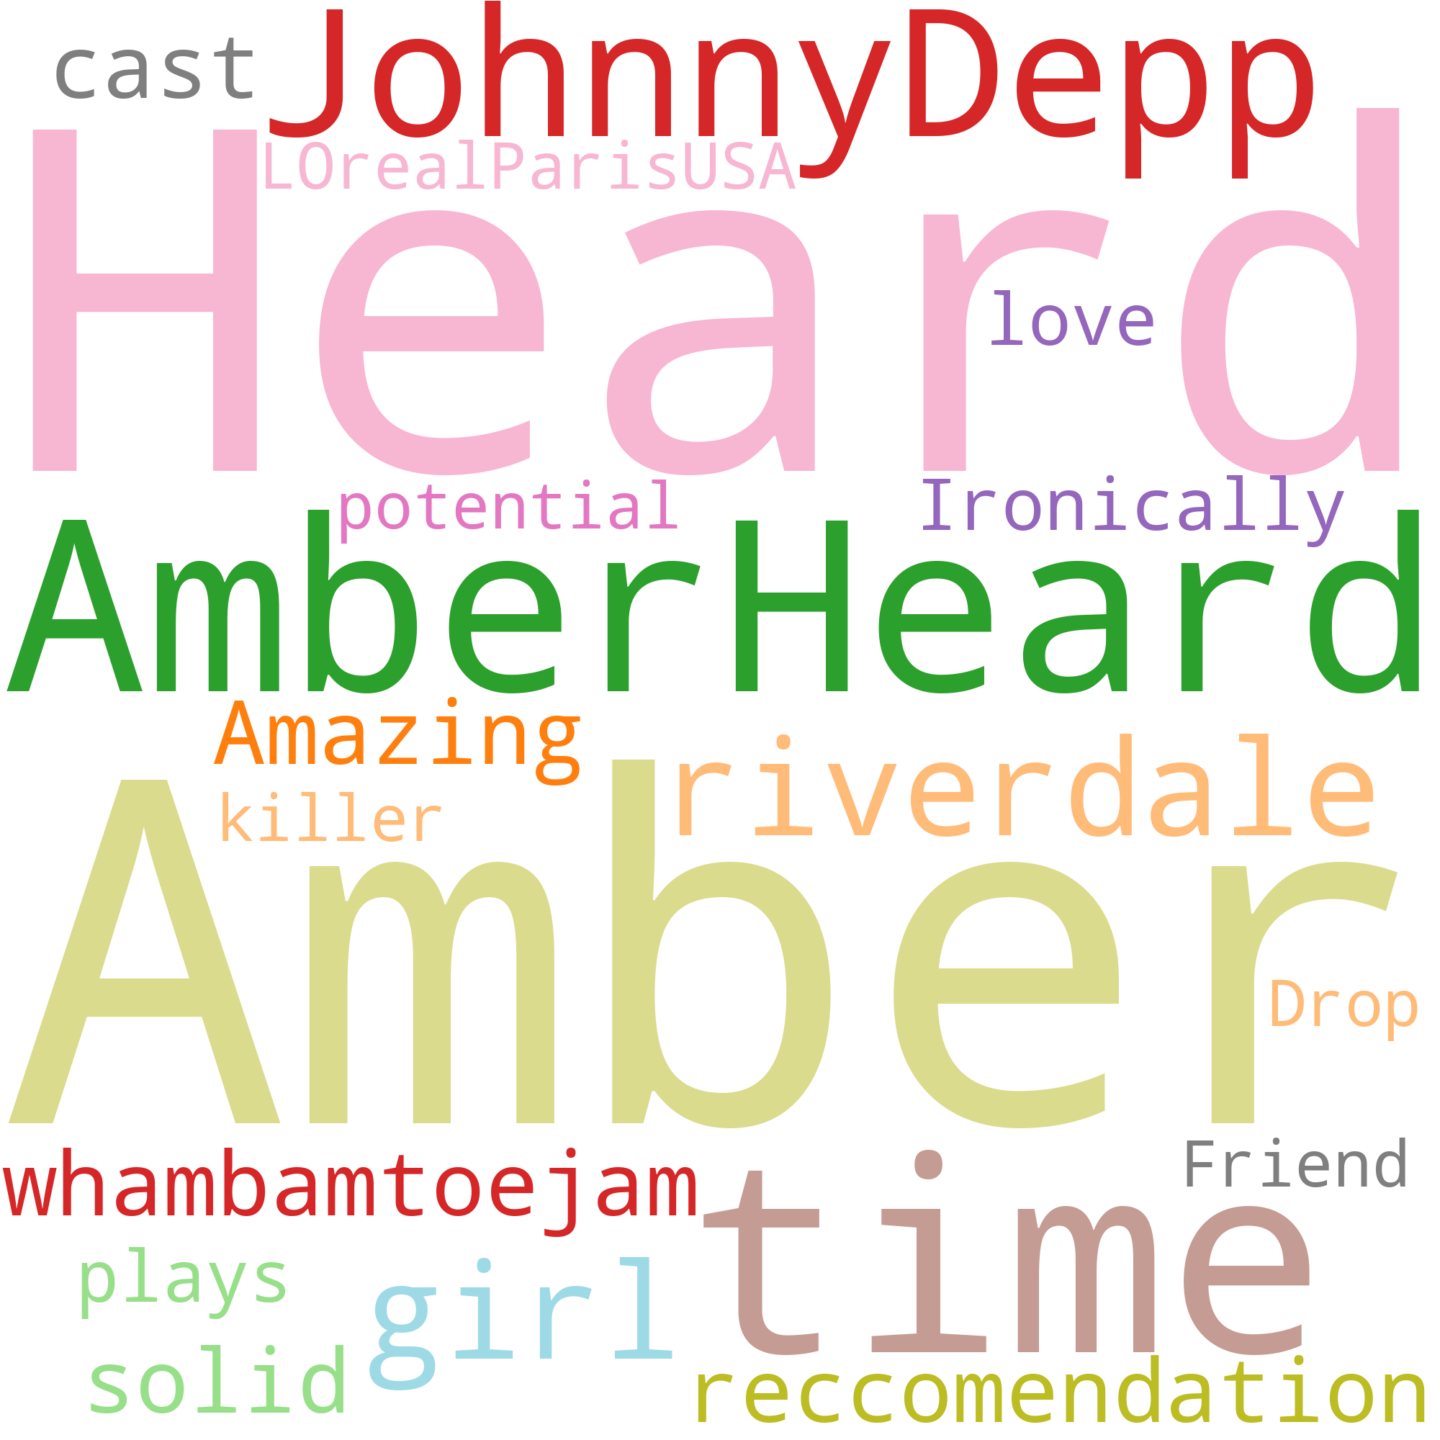 cast
JohnnyDepp
LOrealParisUSA
Heard
love
potential
Ironically
AmberHeard
Amazing
riverdale
killer
Amber
Drop
whambamtoejam
time
Friend
plays
girl
solid
reccomendation